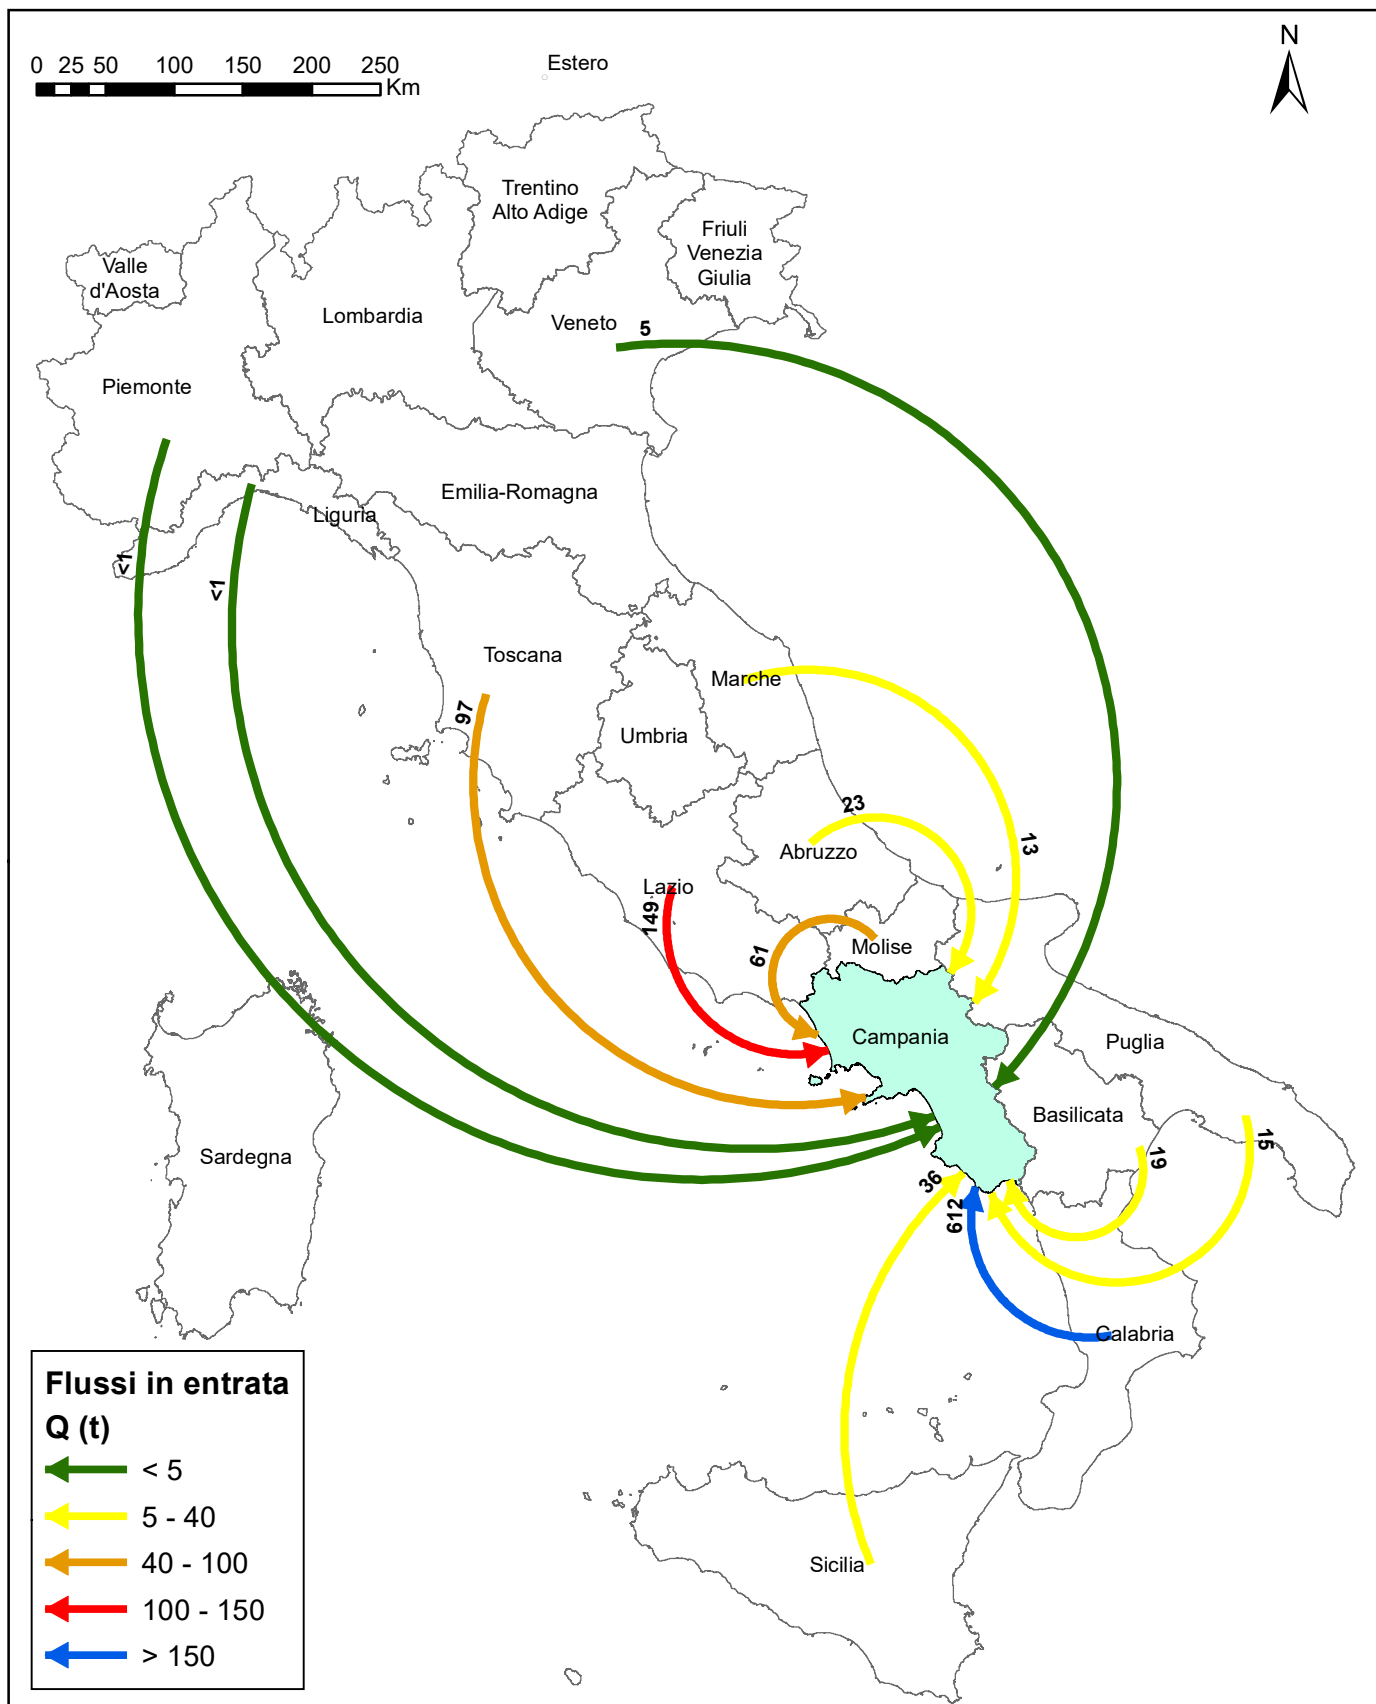 0 25 50 100 150 200 250
Km
Estero
N
Trentino
Alto Adige
Friuli
Venezia
Giulia
Valle
d'Aosta
Lombardia
Veneto
5
Piemonte
Emilia-Romagna
Liguria
<1
<1
Toscana
Marche
97
Umbria
23
13
Abruzzo
Lazio
149
61
Molise
Campania
Puglia
Basilicata
15
19
Sardegna
36
612
Calabria
Flussi in entrata
Q (t)
< 5
5 - 40
40 - 100
100 - 150
> 150
Sicilia